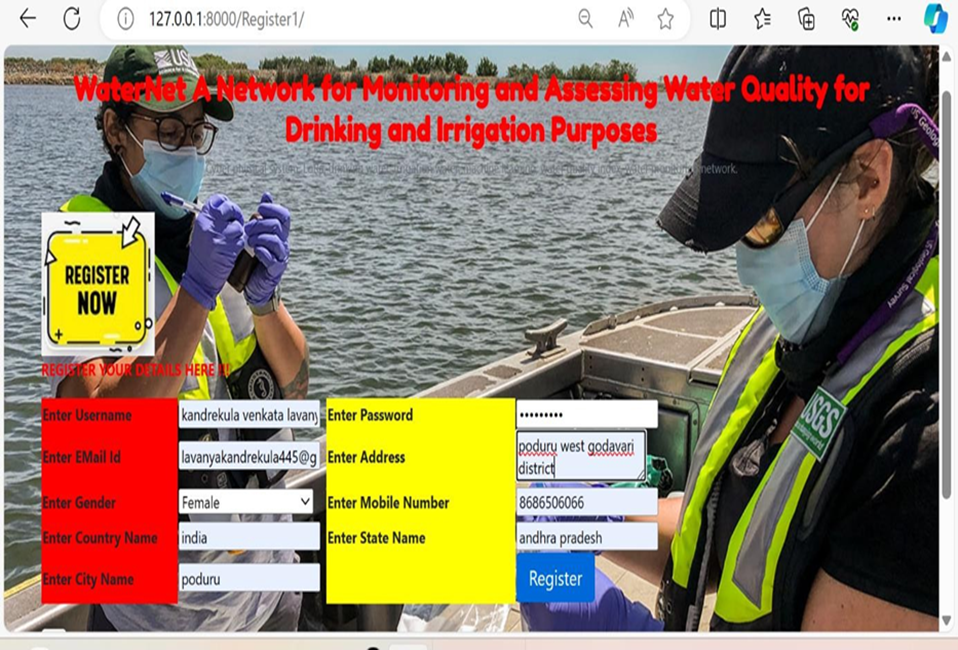 127.0.0.1:8000/Register1/
WaterNet A Network for Monitoring and Assessing Water Quality for
Drinking and Irrigation Purposes
network.
REGISTER
NOW
REGISTER YOUR DETAILS HERE !!!
Enter Username kandrekula venkata lavany Enter Password •••••••••
Enter EMail Id lavanyakandrekula445@g Enter Address poduru west godavari
district
Enter Gender Female Enter Mobile Number 8686506066
Enter Country Name india Enter State Name andhra pradesh
Enter City Name poduru Register
USGS